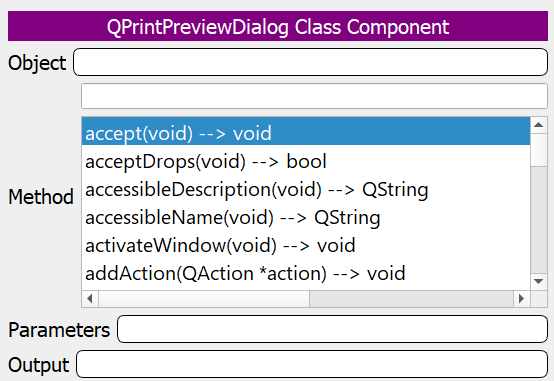 QPrintPreviewDialog Class Component
Object
accept(void) --> void
acceptDrops(void) --> bool
accessibleDescription(void) --> QString
Method
accessibleName(void) --> QString
activateWindow(void) --> void
addAction(QAction *action) --> void
Parameters
Output